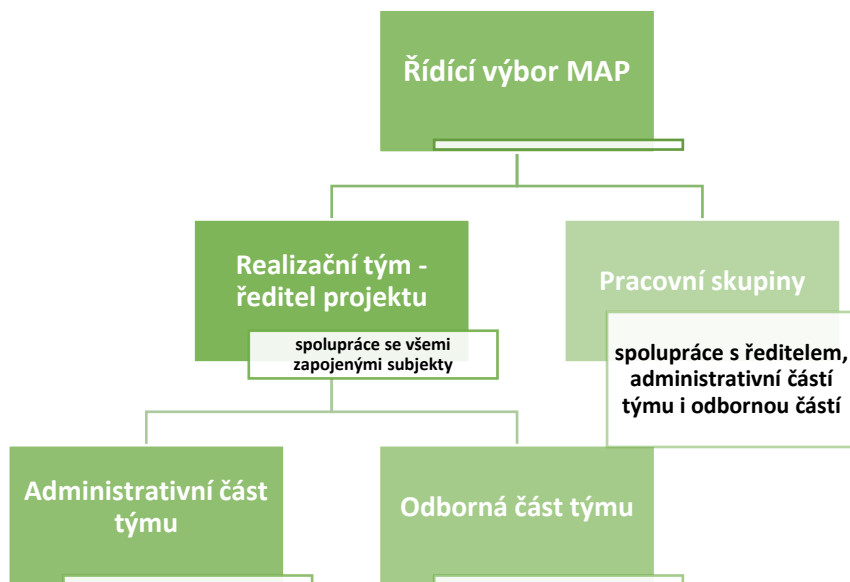 Řídící výbor MAP
Realizační tým -
ředitel projektu
spolupráce se všemi
zapojenými subjekty
Pracovní skupiny
spolupráce s ředitelem,
administrativní částí
týmu i odbornou částí
Administrativní část
týmu
Odborná část týmu